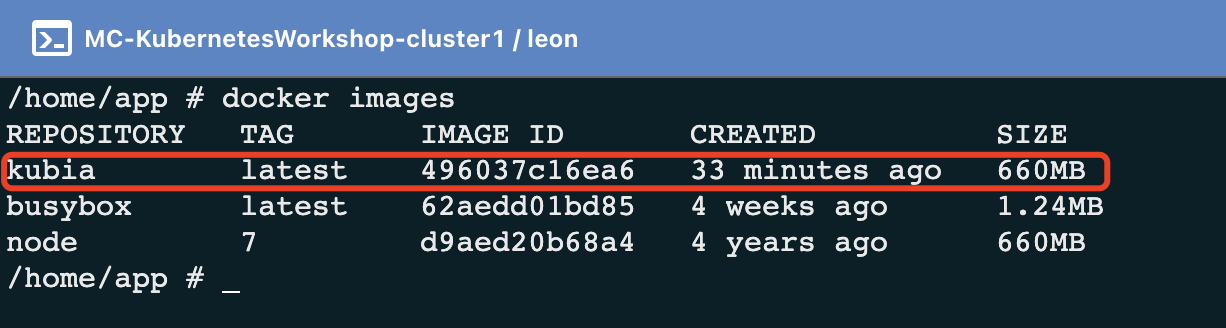 MC-KubernetesWorkshop-cluster1 / leon
/home/app # docker images
REPOSITORY   TAG       IMAGE ID       CREATED          SIZE
kubia        latest    496037c16ea6   33 minutes ago   660MB
busybox      latest    62aedd01bd85   4 weeks ago      1.24MB
node         7         d9aed20b68a4   4 years ago      660MB
/home/app # _